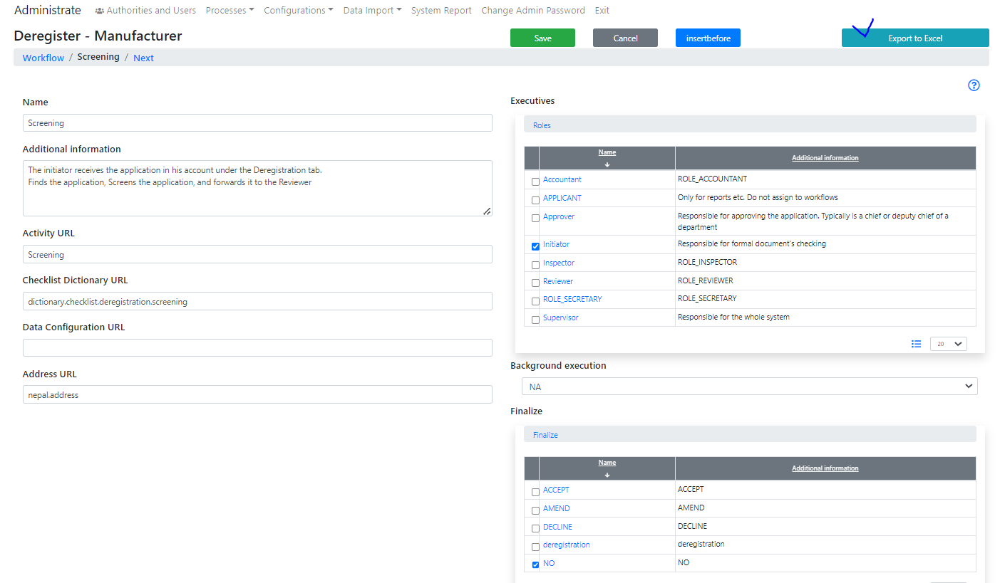 Administrate Authorities and Users Processes Configurations Data Import System Report Change Admin Password Exit
Deregister - Manufacturer
Save Cancel insertbefore Export to Excel
Workflow / Screening / Next
Name
Screening
Additional information
The initiator receives the application in his account under the Deregistration tab.
Finds the application, Screens the application, and forwards it to the Reviewer
Activity URL
Screening
Checklist Dictionary URL
dictionary.checklist.deregistration.screening
Data Configuration URL
Address URL
nepal.address
Executives
Roles
Name Additional information
Accountant ROLE_ACCOUNTANT
APPLICANT Only for reports etc. Do not assign to workflows
Approver Responsible for approving the application. Typically is a chief or deputy chief of a
department
Initiator Responsible for formal document's checking
Inspector ROLE_INSPECTOR
Reviewer ROLE_REVIEWER
ROLE_SECRETARY ROLE_SECRETARY
Supervisor Responsible for the whole system
20
Background execution
NA
Finalize
Finalize
Name Additional information
ACCEPT ACCEPT
AMEND AMEND
DECLINE DECLINE
deregistration deregistration
NO NO